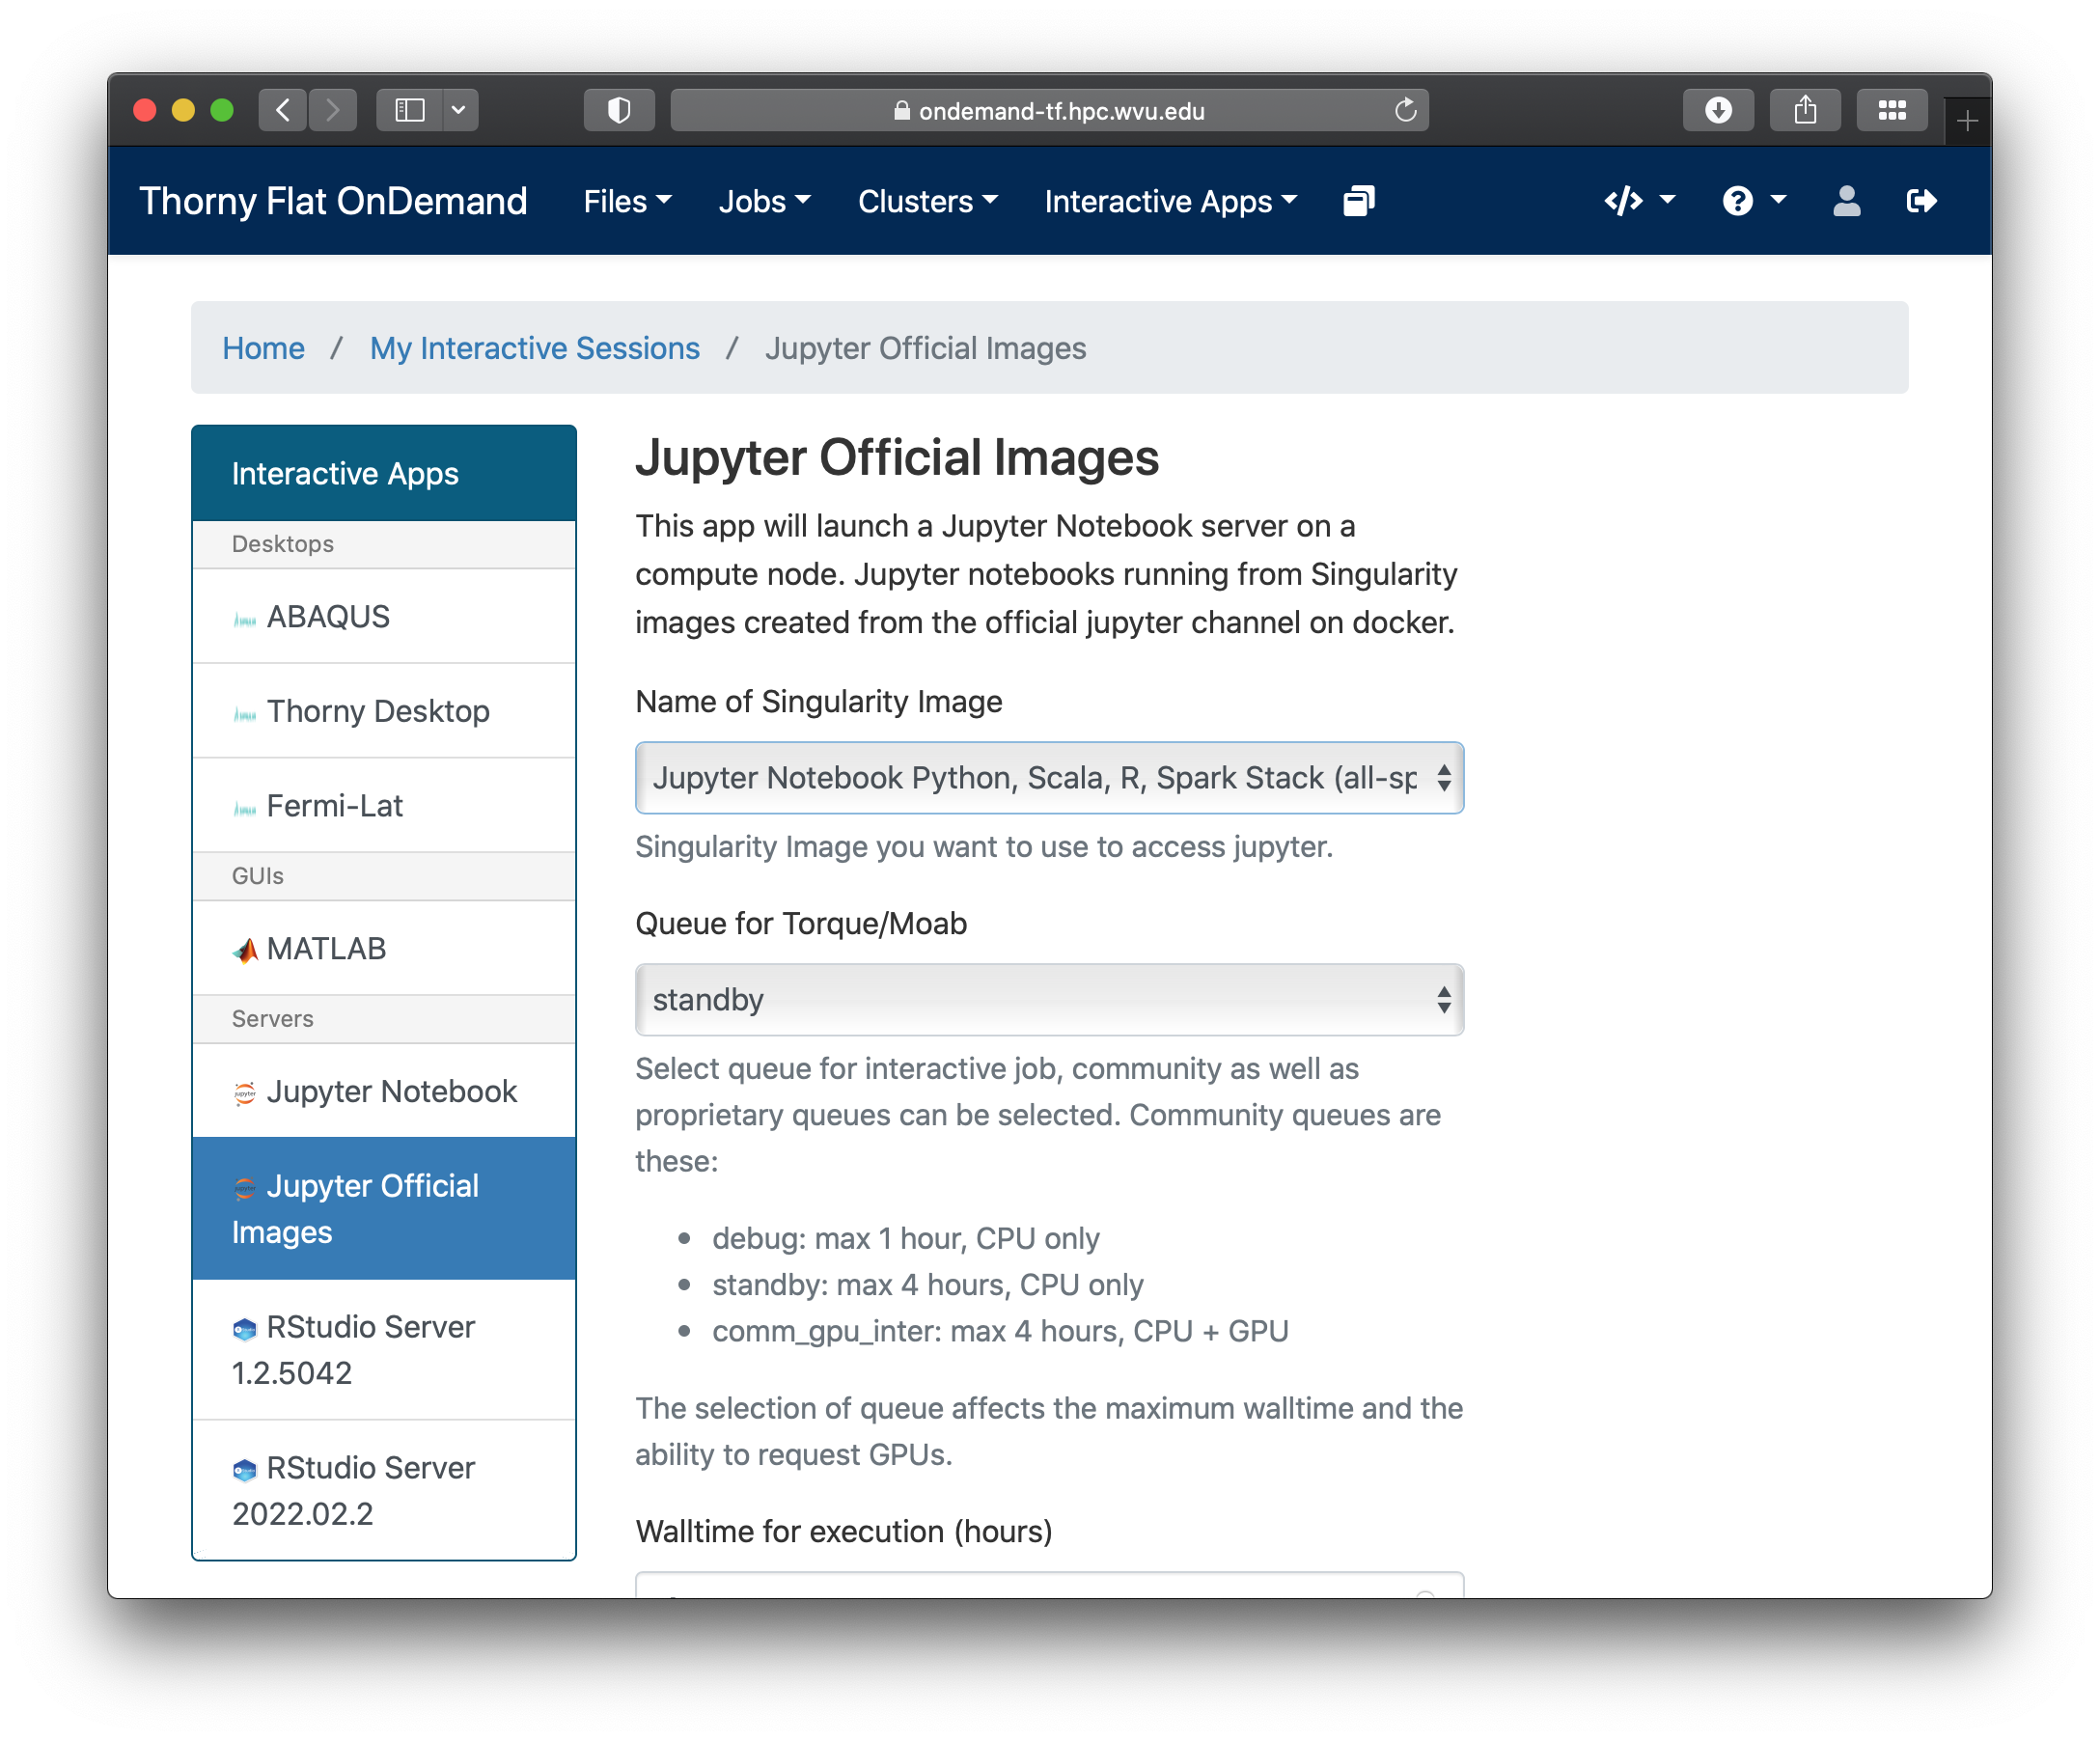 ondemand-tf.hpc.wvu.edu
Thorny Flat OnDemand Files Jobs Clusters Interactive Apps
Home / My Interactive Sessions / Jupyter Official Images
Interactive Apps
Desktops
ABAQUS
Thorny Desktop
Fermi-Lat
GUIs
MATLAB
Servers
Jupyter Notebook
Jupyter Official
Images
RStudio Server
1.2.5042
RStudio Server
2022.02.2
Jupyter Official Images
This app will launch a Jupyter Notebook server on a
compute node. Jupyter notebooks running from Singularity
images created from the official jupyter channel on docker.
Name of Singularity Image
Jupyter Notebook Python, Scala, R, Spark Stack (all-sp
Singularity Image you want to use to access jupyter.
Queue for Torque/Moab
standby
Select queue for interactive job, community as well as
proprietary queues can be selected. Community queues are
these:
• debug: max 1 hour, CPU only
• standby: max 4 hours, CPU only
• comm_gpu_inter: max 4 hours, CPU + GPU
The selection of queue affects the maximum walltime and the
ability to request GPUs.
Walltime for execution (hours)